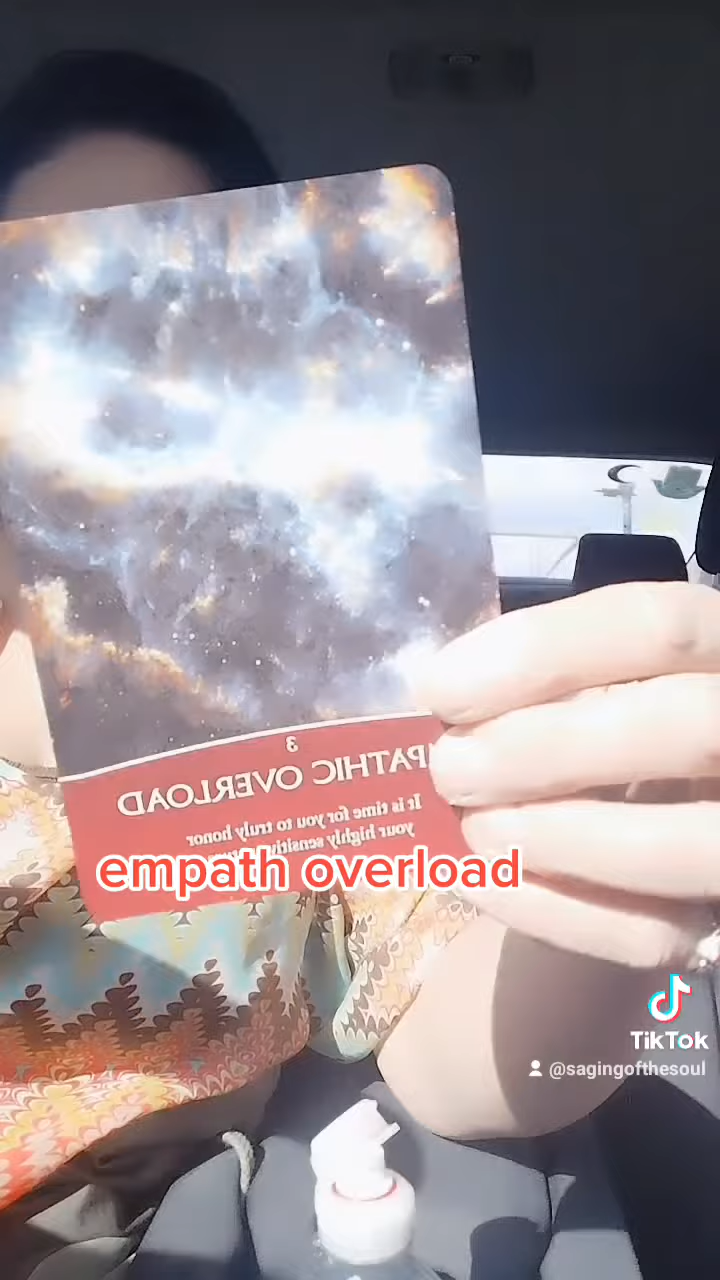 3
PATHIC OVERLOAD
It is time for you to truly honor
your highly
empath overload
TikTok
@sagingofthesoul